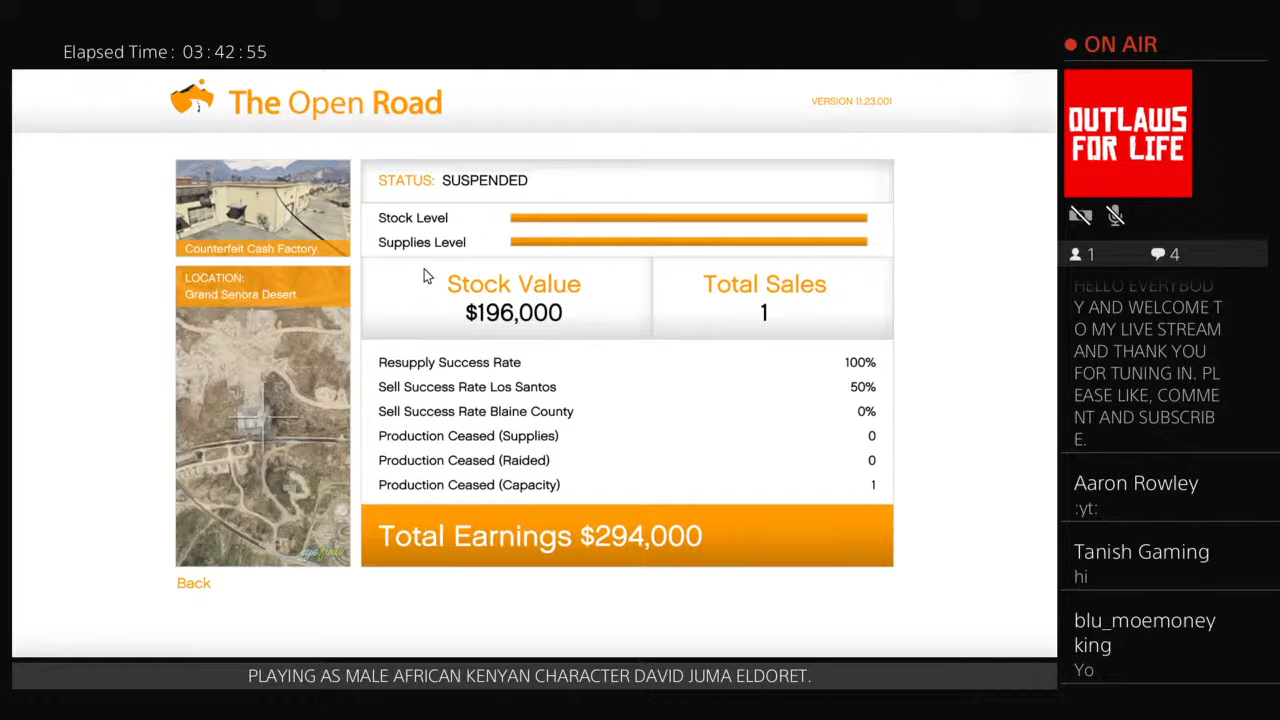 Elapsed Time: 03:42:55
ON AIR
The Open Road
VERSION 11.23.001
OUTLAWS
FOR LIFE
STATUS: SUSPENDED
Stock Level
Supplies Level
Counterfeit Cash Factory
LOCATION:
Grand Senora Desert
Stock Value
$196,000
Total Sales
1
Resupply Success Rate 100%
Sell Success Rate Los Santos 50%
Sell Success Rate Blaine County 0%
Production Ceased (Supplies) 0
Production Ceased (Raided) 0
Production Ceased (Capacity) 1
Total Earnings $294,000
Back
1
4
HELLO EVERYBOD
Y AND WELCOME T
O MY LIVE STREAM
AND THANK YOU
FOR TUNING IN. PL
EASE LIKE, COMME
NT AND SUBSCRIB
E.
Aaron Rowley
:yt:
Tanish Gaming
hi
blu_moemoney
king
Yo
PLAYING AS MALE AFRICAN KENYAN CHARACTER DAVID JUMA ELDORET.